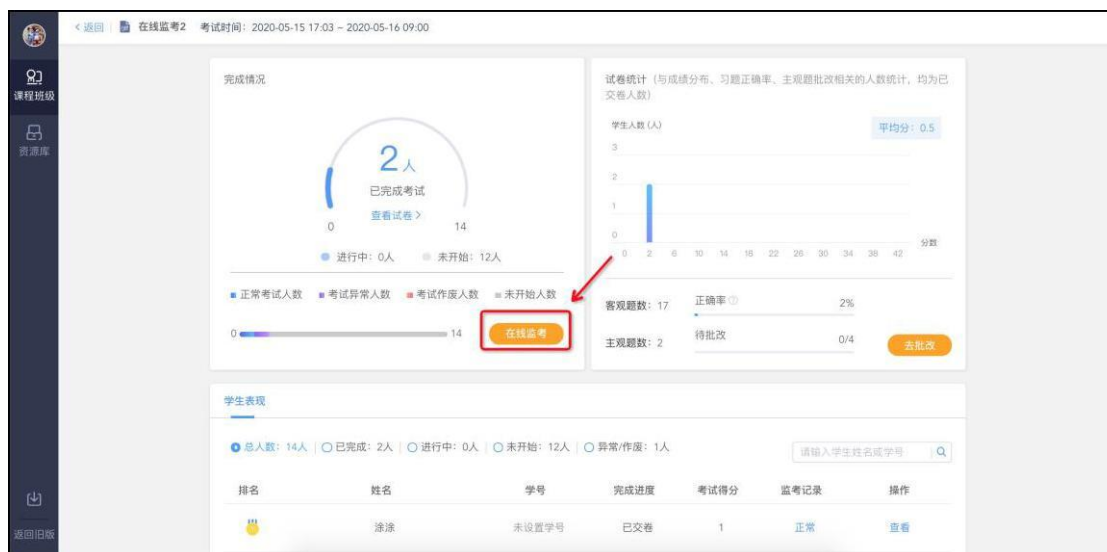 <返回
在线监考2
考试时间：2020-05-15 17:03 ~ 2020-05-16 09:00
课程班级
资源库
返回旧版
完成情况
2人
已完成考试
查看试卷>
0
14
进行中：0人
未开始：12人
正常考试人数
考试异常人数
考试作废人数
未开始人数
0
14
在线监考
试卷统计（与成绩分布、习题正确率、主观题批改相关的人数统计，均为已
交卷人数）
学生人数（人）
平均分：0.5
3
2
1
0
0 2 6 10 14 18 22 26 30 34 38 42
分数
客观题数：17
正确率
2%
主观题数：2
待批改
0/4
去批改
学生表现
总人数：14人
已完成：2人
进行中：0人
未开始：12人
异常/作废：1人
请输入学生姓名或学号
排名 姓名 学号 完成进度 考试得分 监考记录 操作
涂涂 未设置学号 已交卷 1 正常 查看